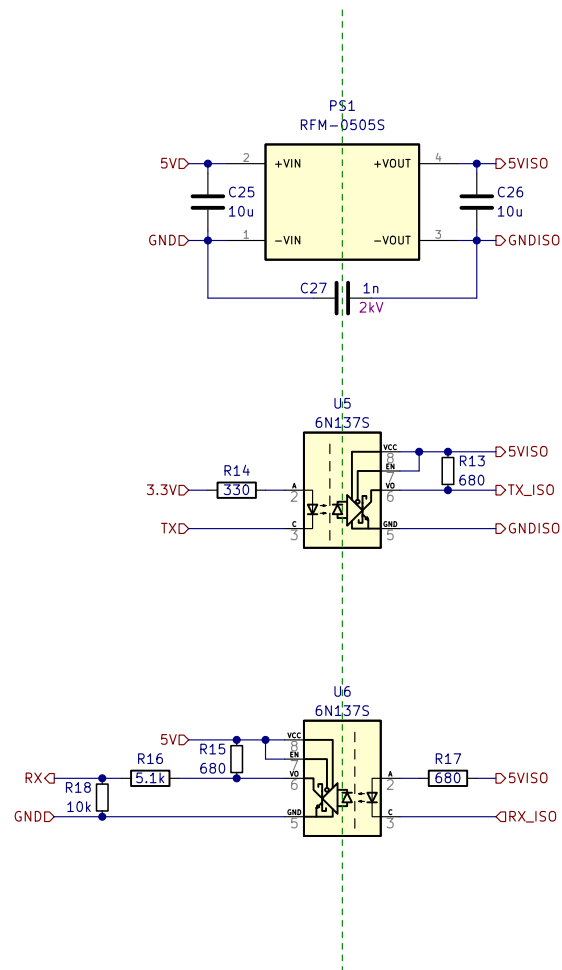 PS1
RFM-0505S
5V 2 +VIN +VOUT 4 5VISO
C25 C26
10u 10u
GND 1 -VIN -VOUT 3 GNDISO
C27 1n
2kV
U5
6N137S
VCC 8 5VISO
R14 EN 7 R13
680
3.3V 330 A 2 VO 6 TX_ISO
TX C 3 GND 5 GNDISO
U6
6N137S
5V VCC 8
R16 R15 EN 7 R17
680
RX 5.1k VO 6 A 2 680 5VISO
R18
10k
GND GND 5 C 3 RX_ISO